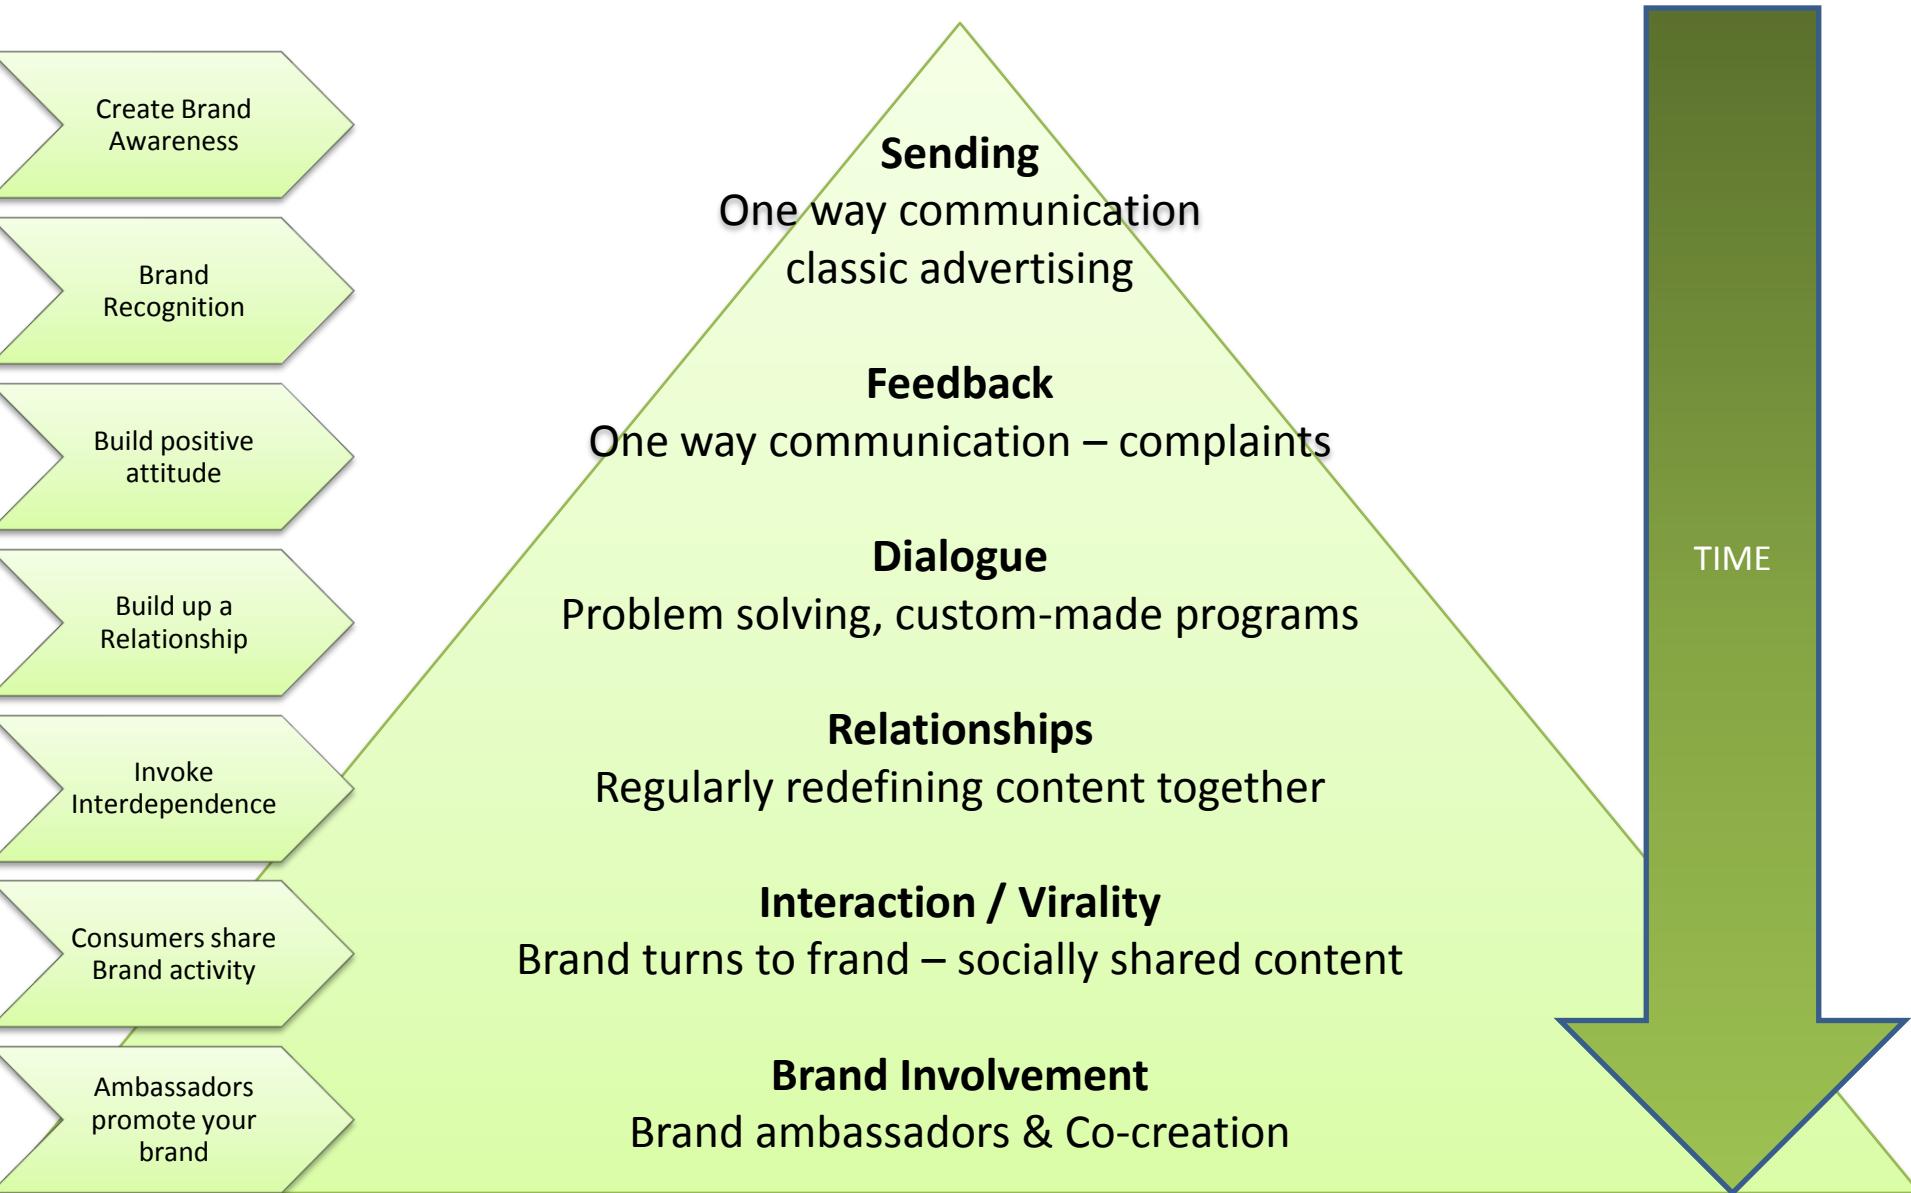 Create Brand
Awareness
Brand
Recognition
Build positive
attitude
Build up a
Relationship
Invoke
Interdependence
Consumers share
Brand activity
Ambassadors
promote your
brand
Sending
One way communication
classic advertising
Feedback
One way communication – complaints
Dialogue
Problem solving, custom-made programs
Relationships
Regularly redefining content together
Interaction / Virality
Brand turns to frand – socially shared content
Brand Involvement
Brand ambassadors & Co-creation
TIME